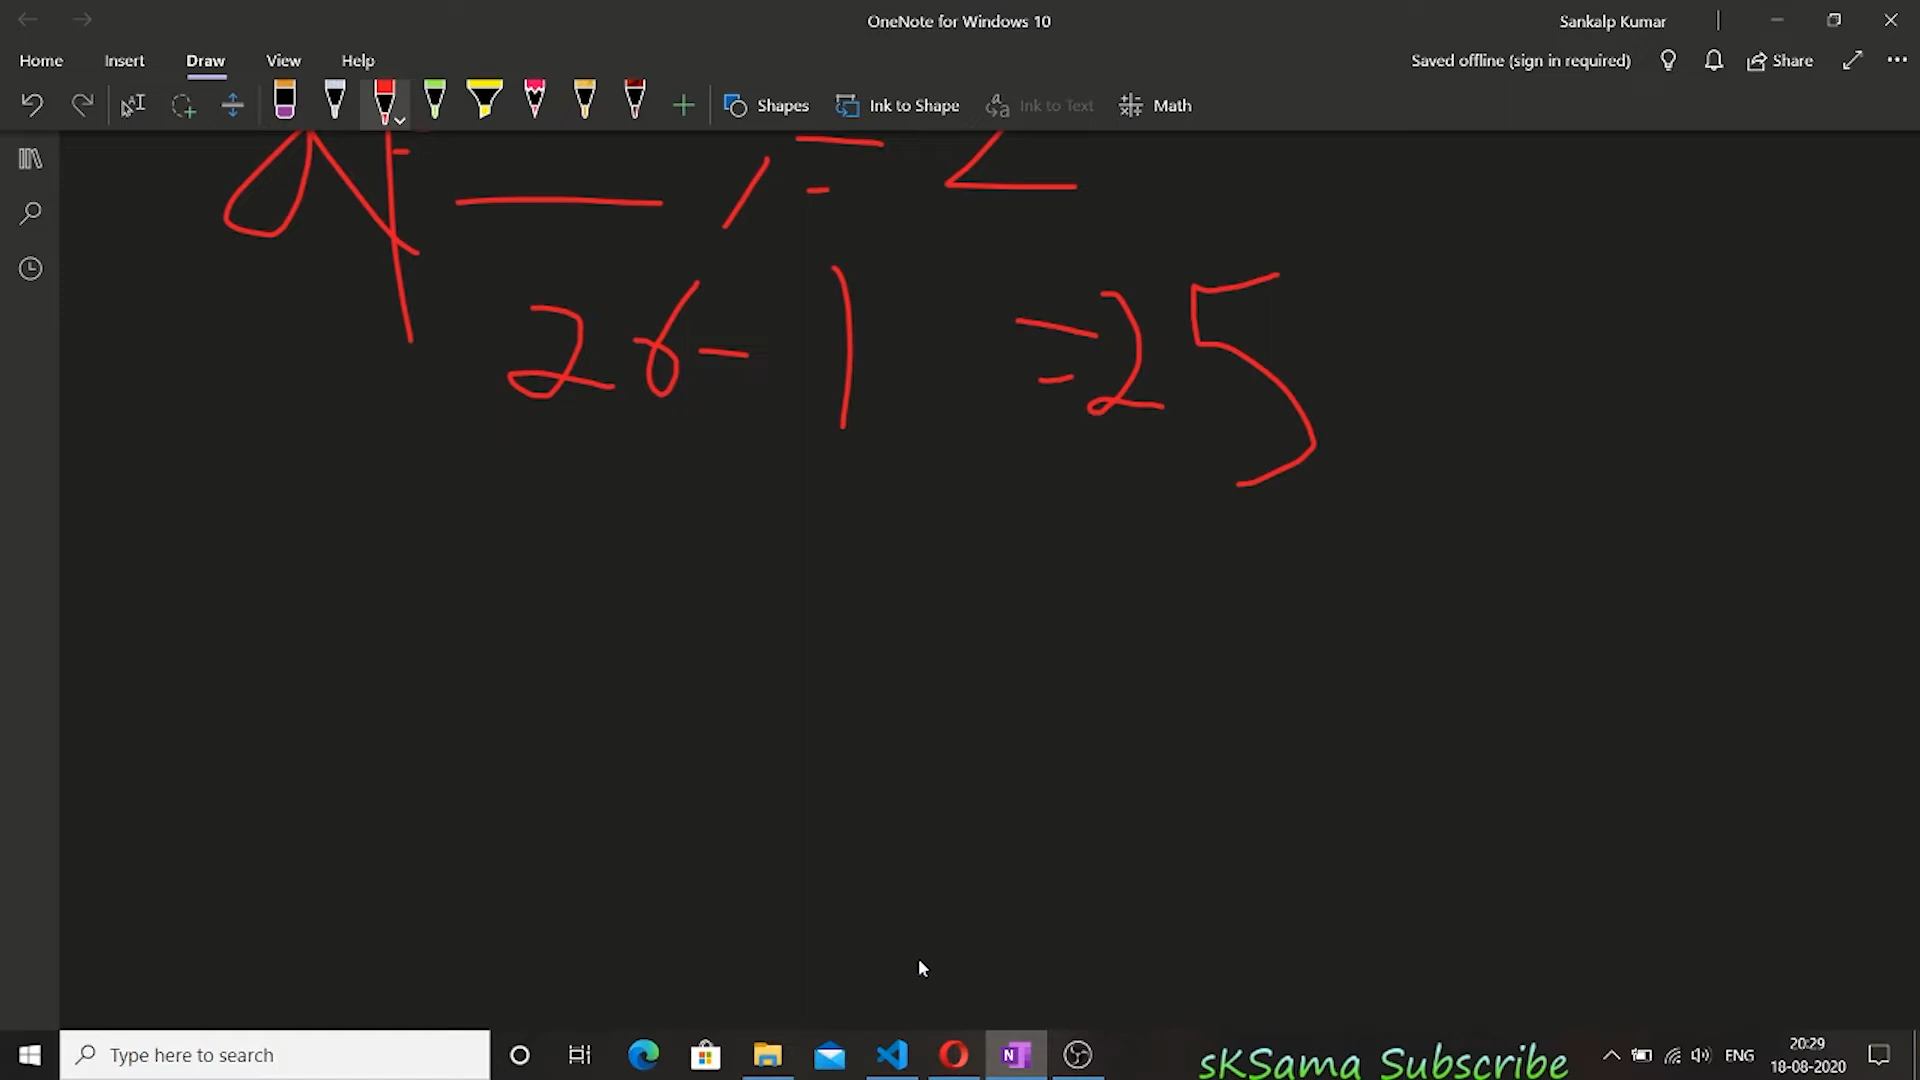 OneNote for Windows 10
Sankalp Kumar
Home Insert Draw View Help
Saved offline (sign in required) Share
Shapes Ink to Shape Ink to Text Math
26 - 1 = 25
Type here to search
sKSama Subscribe
ENG
20:29
18-08-2020